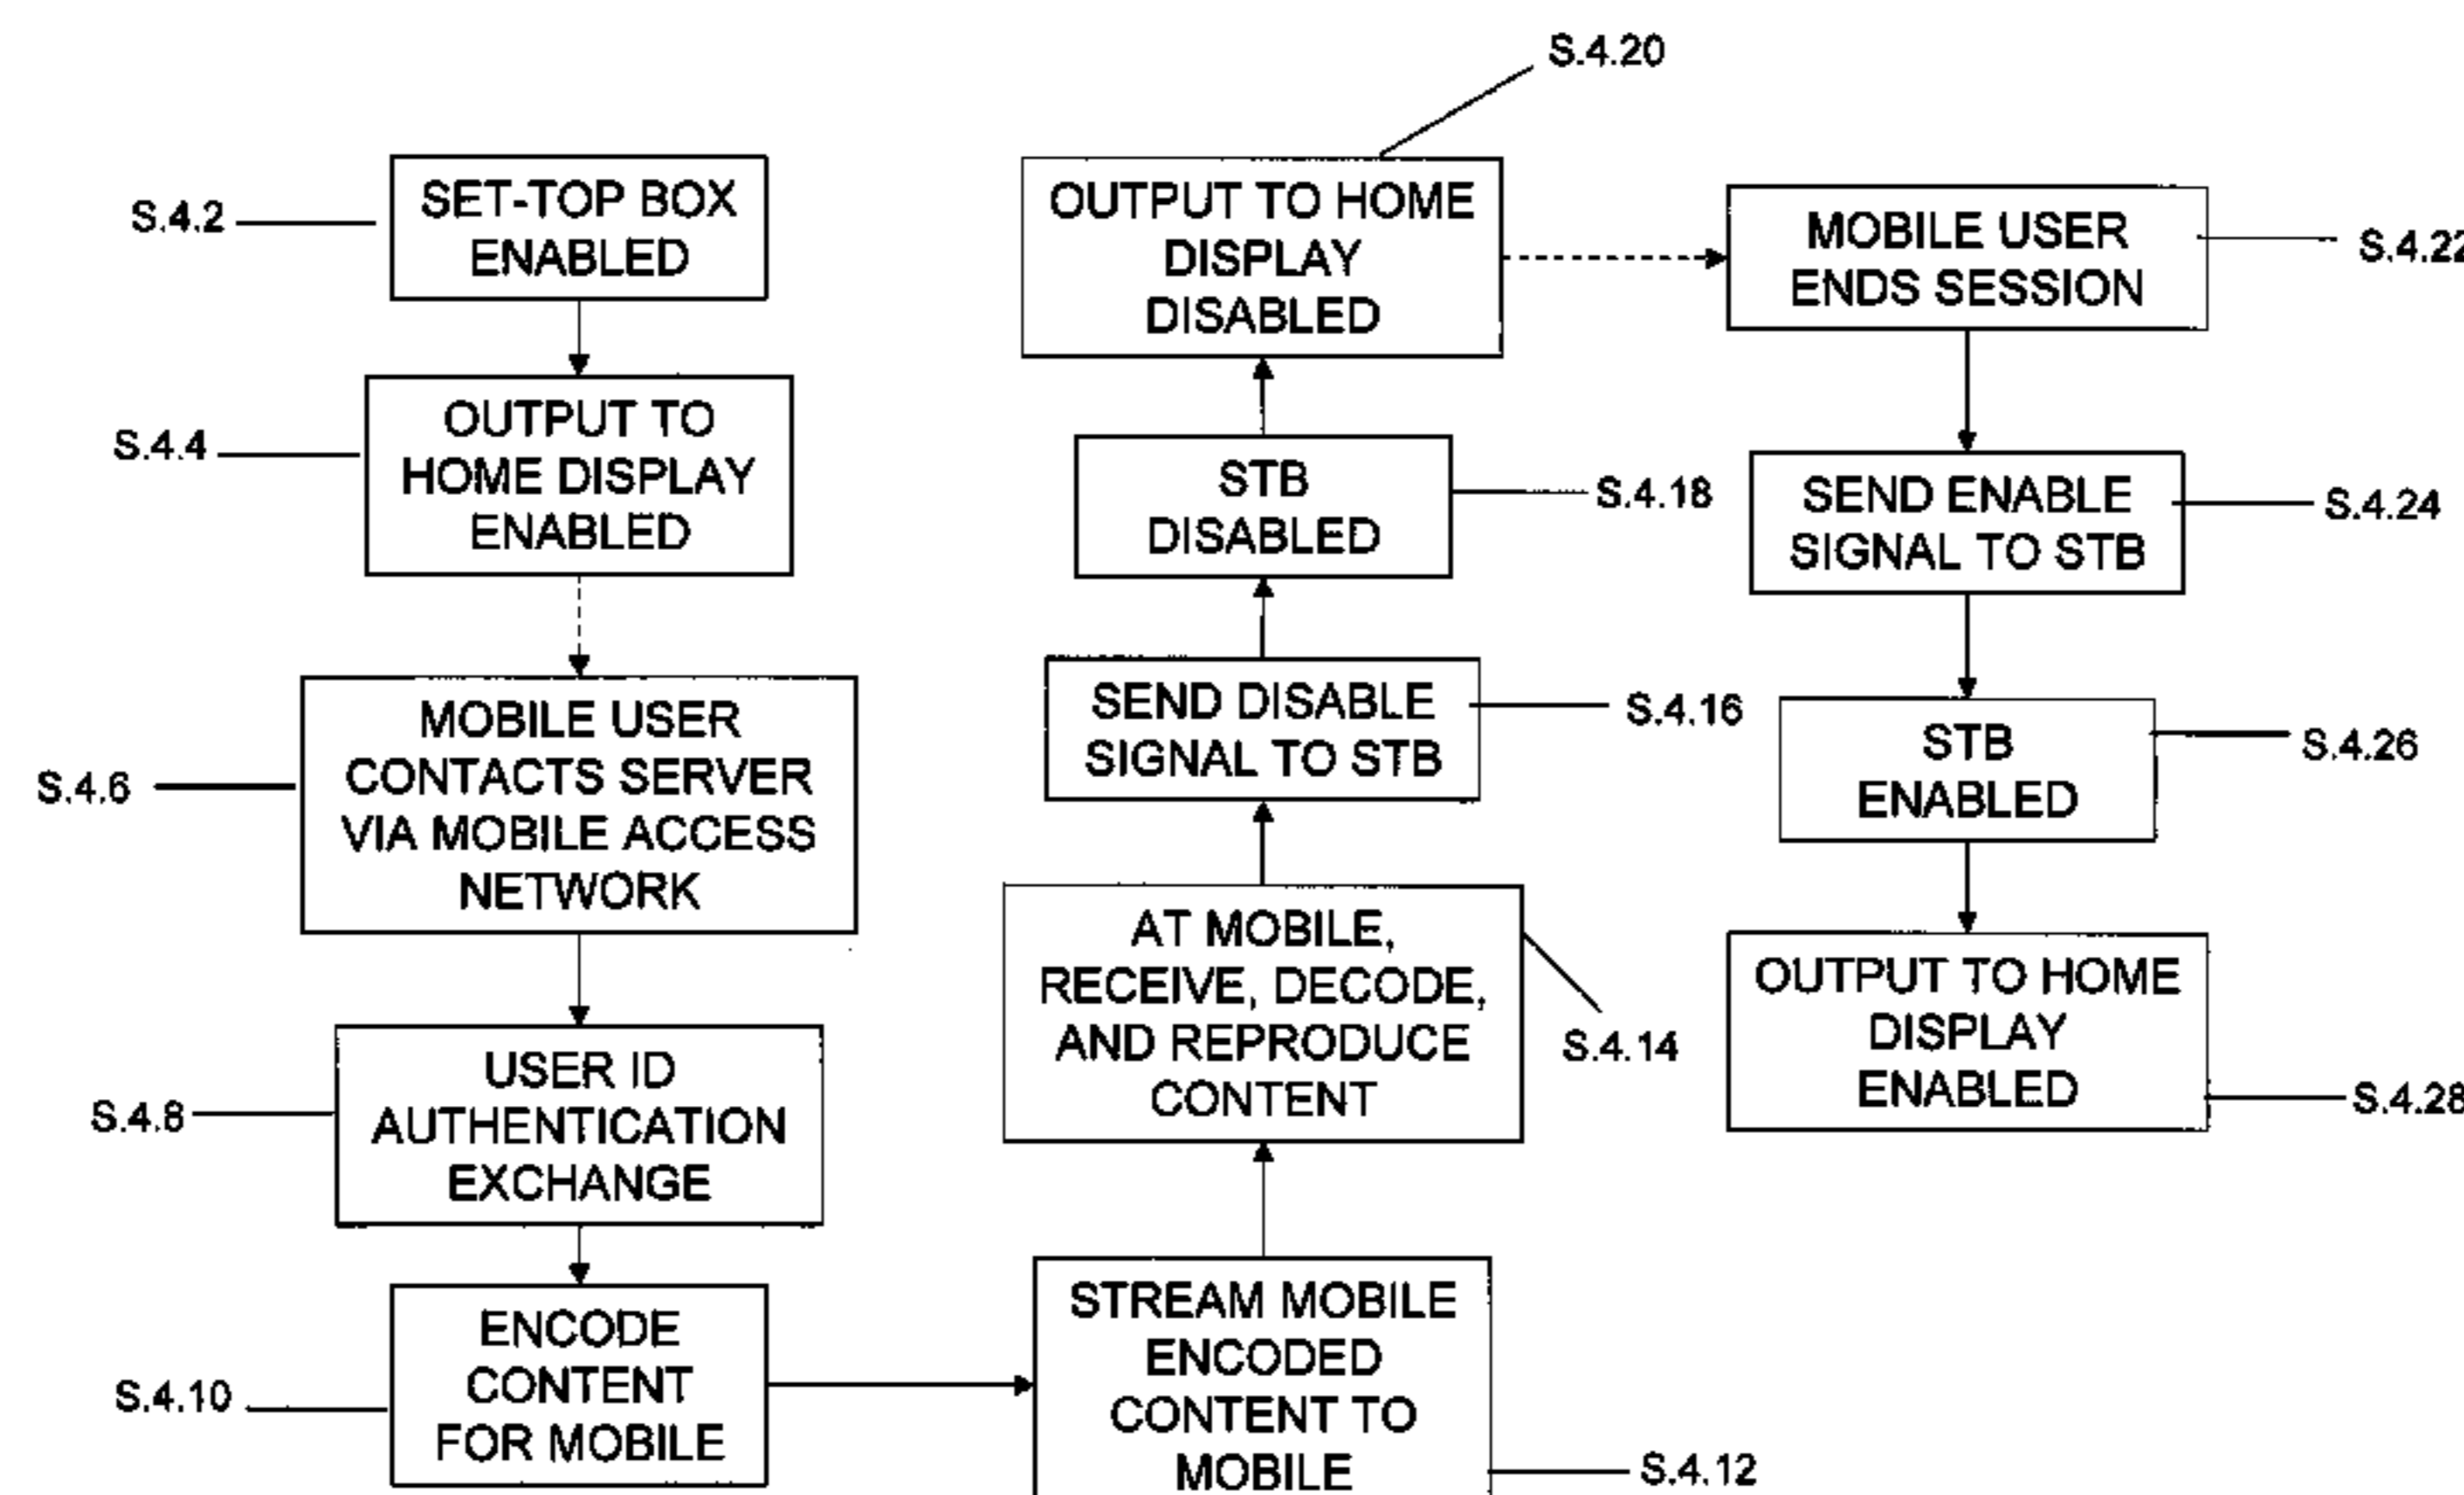 S.4.2
SET-TOP BOX
ENABLED
S.4.4
OUTPUT TO
HOME DISPLAY
ENABLED
S.4.6
MOBILE USER
CONTACTS SERVER
VIA MOBILE ACCESS
NETWORK
S.4.8
USER ID
AUTHENTICATION
EXCHANGE
S.4.10
ENCODE
CONTENT
FOR MOBILE
STREAM MOBILE
ENCODED
CONTENT TO
MOBILE
S.4.12
AT MOBILE,
RECEIVE, DECODE,
AND REPRODUCE
CONTENT
S.4.14
SEND DISABLE
SIGNAL TO STB
S.4.16
STB
DISABLED
S.4.18
OUTPUT TO HOME
DISPLAY
DISABLED
S.4.20
MOBILE USER
ENDS SESSION
S.4.22
SEND ENABLE
SIGNAL TO STB
S.4.24
STB
ENABLED
S.4.26
OUTPUT TO HOME
DISPLAY
ENABLED
S.4.28